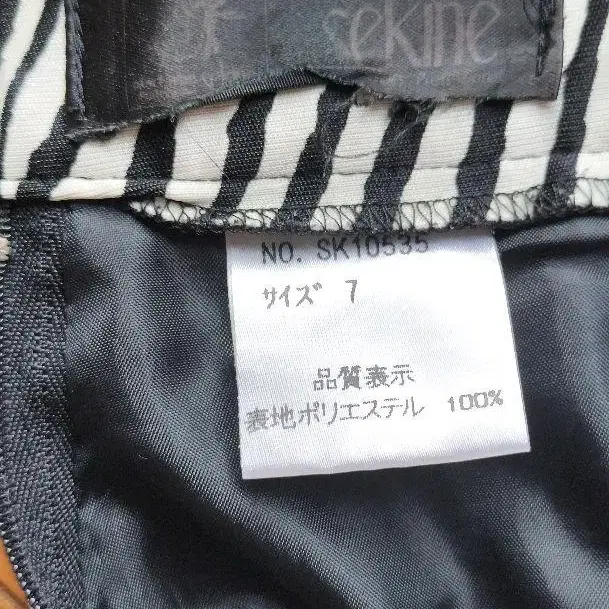 sekine
NO. SK10535
サイズ 7
品質表示
表地ポリエステル 100%